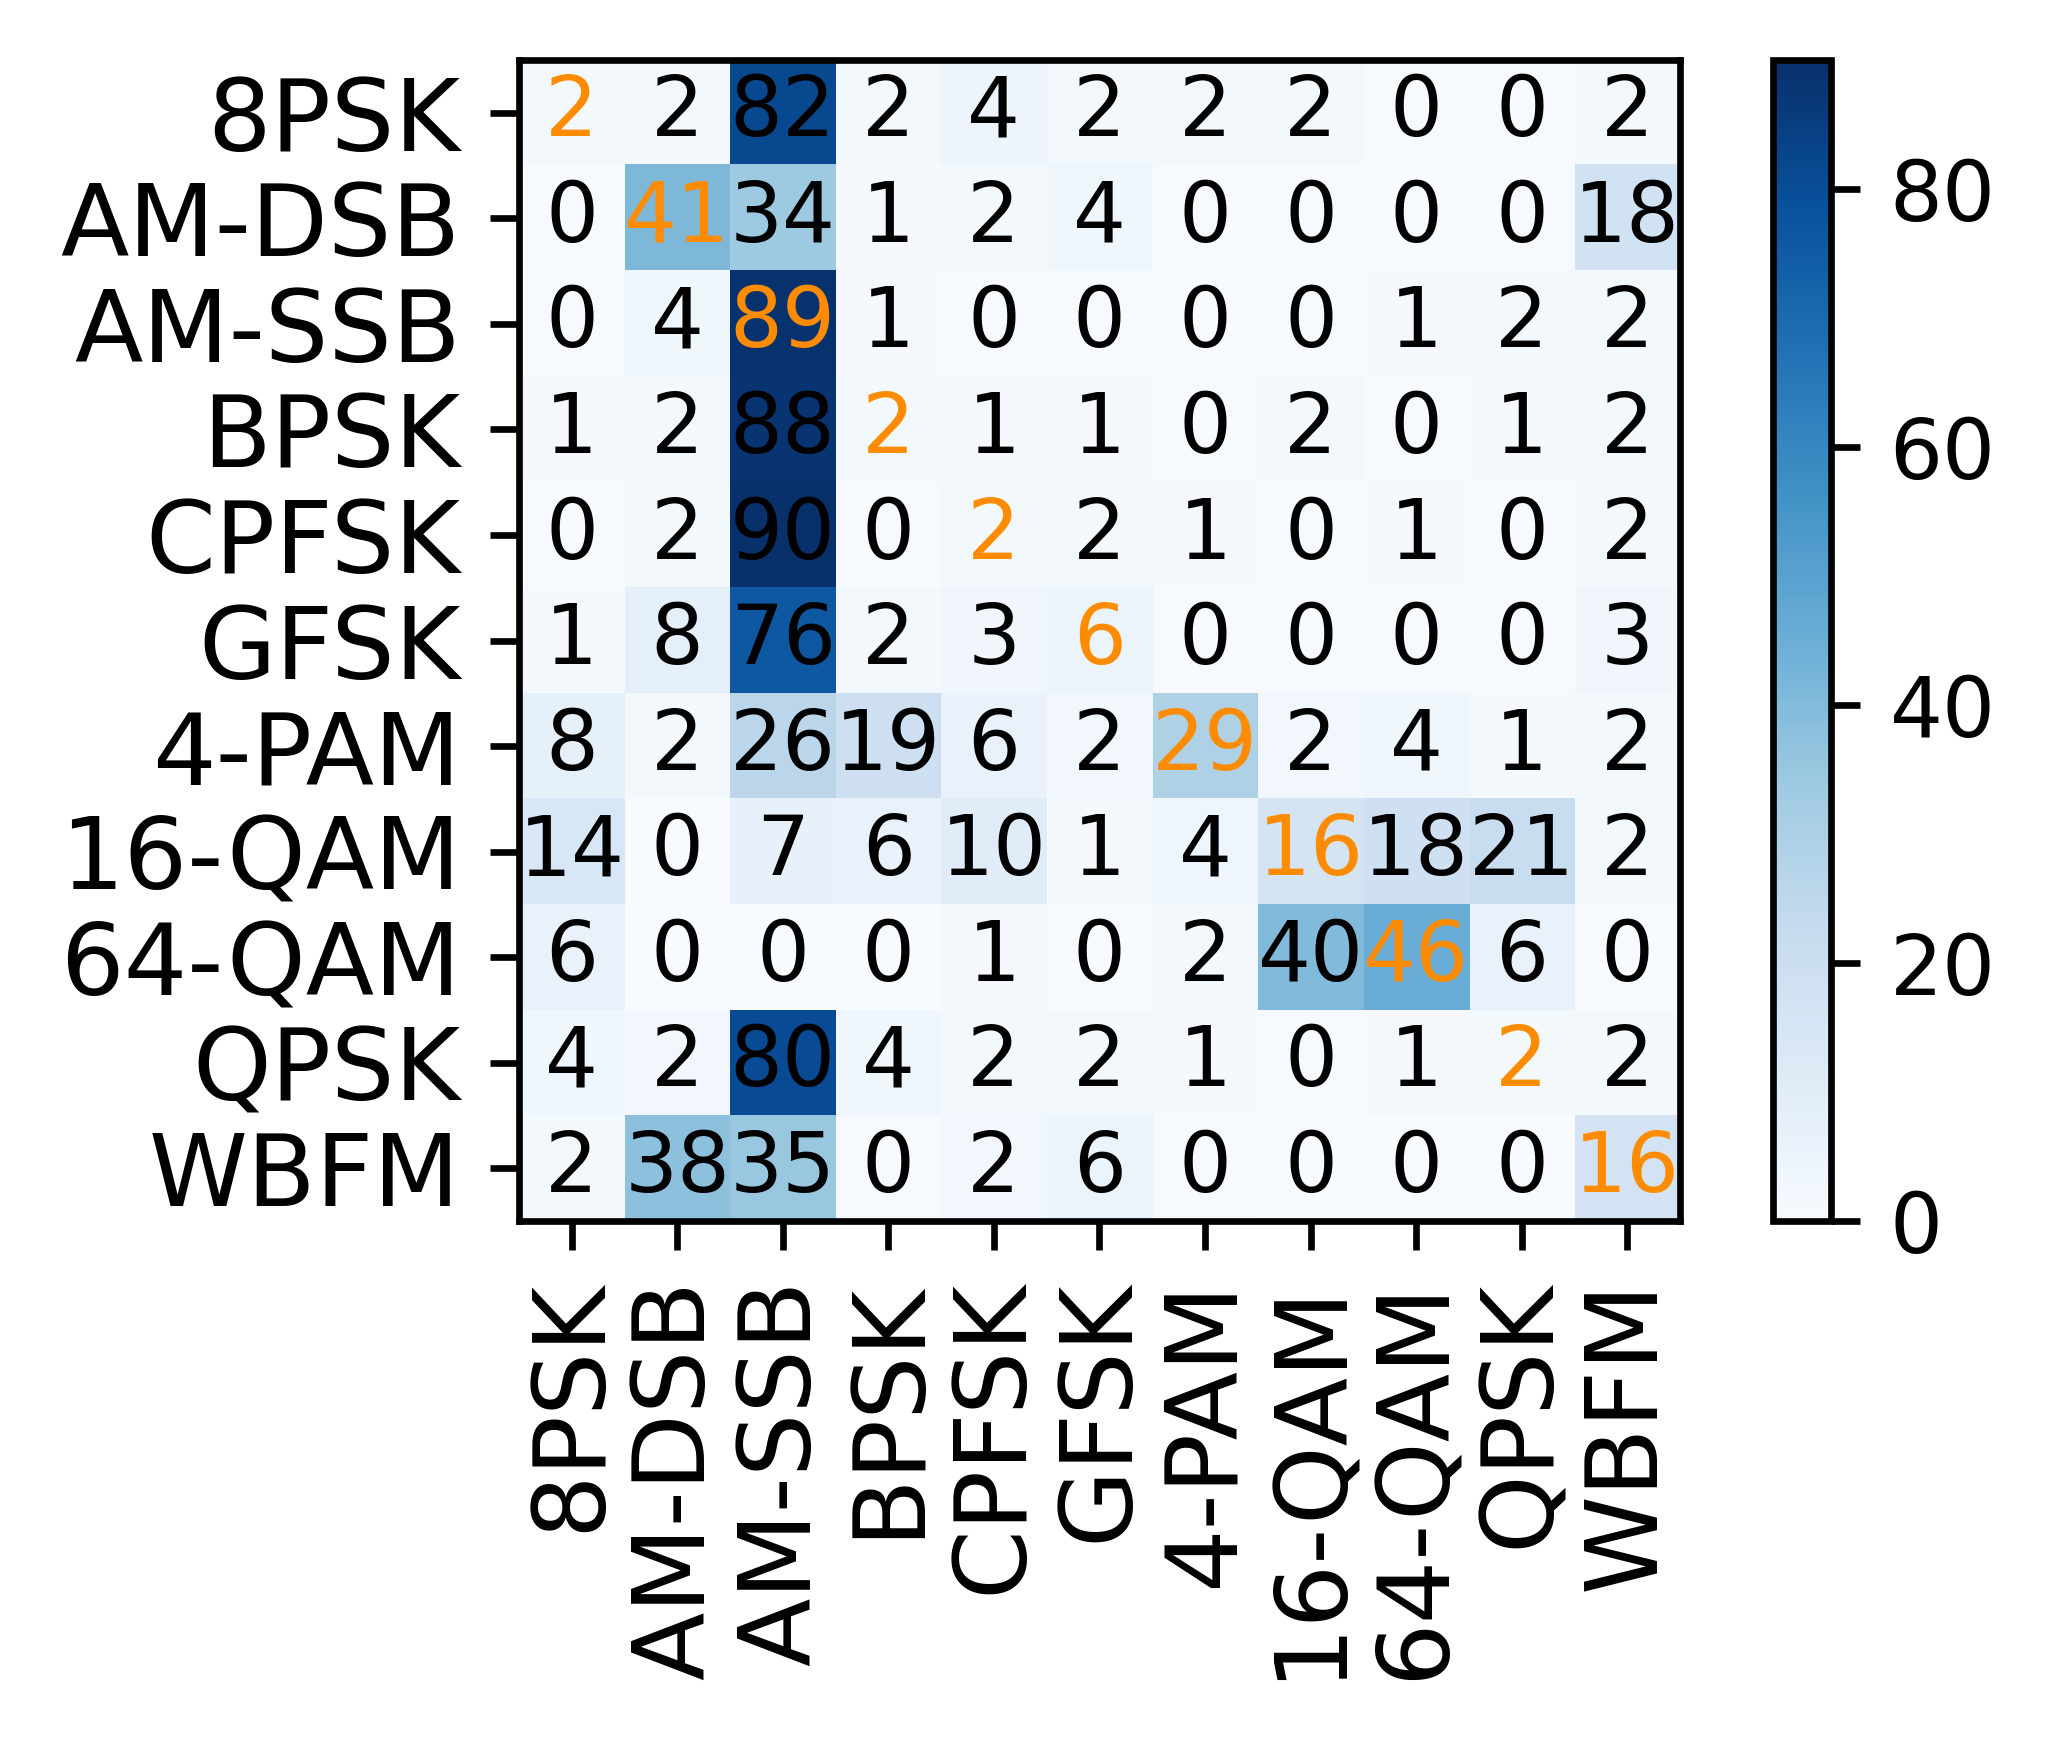 8PSK 2 2 82 2 4 2 2 2 0 0 2
AM-DSB 0 41 34 1 2 4 0 0 0 0 18
AM-SSB 0 4 89 1 0 0 0 0 1 2 2
BPSK 1 2 88 2 1 1 0 2 0 1 2
CPFSK 0 2 90 0 2 2 1 0 1 0 2
GFSK 1 8 76 2 3 6 0 0 0 0 3
4-PAM 8 2 26 19 6 2 29 2 4 1 2
16-QAM 14 0 7 6 10 1 4 16 18 21 2
64-QAM 6 0 0 0 1 0 2 40 46 6 0
QPSK 4 2 80 4 2 2 1 0 1 2 2
WBFM 2 38 35 0 2 6 0 0 0 0 16
8PSK
AM-DSB
AM-SSB
BPSK
CPFSK
GFSK
4-PAM
16-QAM
64-QAM
QPSK
WBFM
80
60
40
20
0